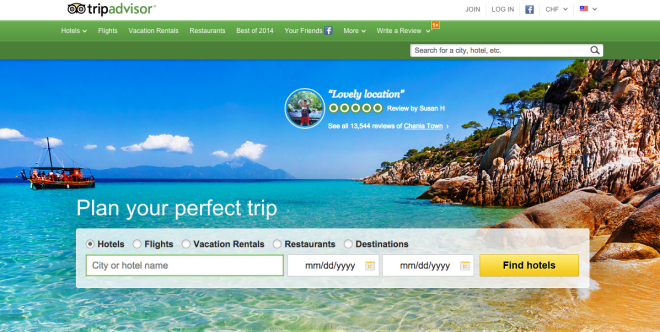 tripadvisor
JOIN LOG IN CHF
Hotels Flights Vacation Rentals Restaurants Best of 2014 Your Friends More Write a Review
Search for a city, hotel, etc.
"Lovely location"
Review by Susan H
See all 13,544 reviews of Chania Town ›
Plan your perfect trip
Hotels Flights Vacation Rentals Restaurants Destinations
City or hotel name mm/dd/yyyy mm/dd/yyyy Find hotels